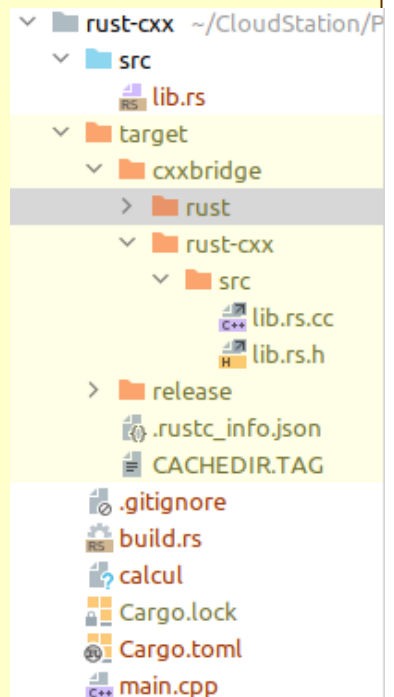 rust-cxx ~/CloudStation/P
src
lib.rs
target
cxxbridge
rust
rust-cxx
src
lib.rs.cc
lib.rs.h
release
.rustc_info.json
CACHEDIR.TAG
.gitignore
build.rs
calcul
Cargo.lock
Cargo.toml
main.cpp